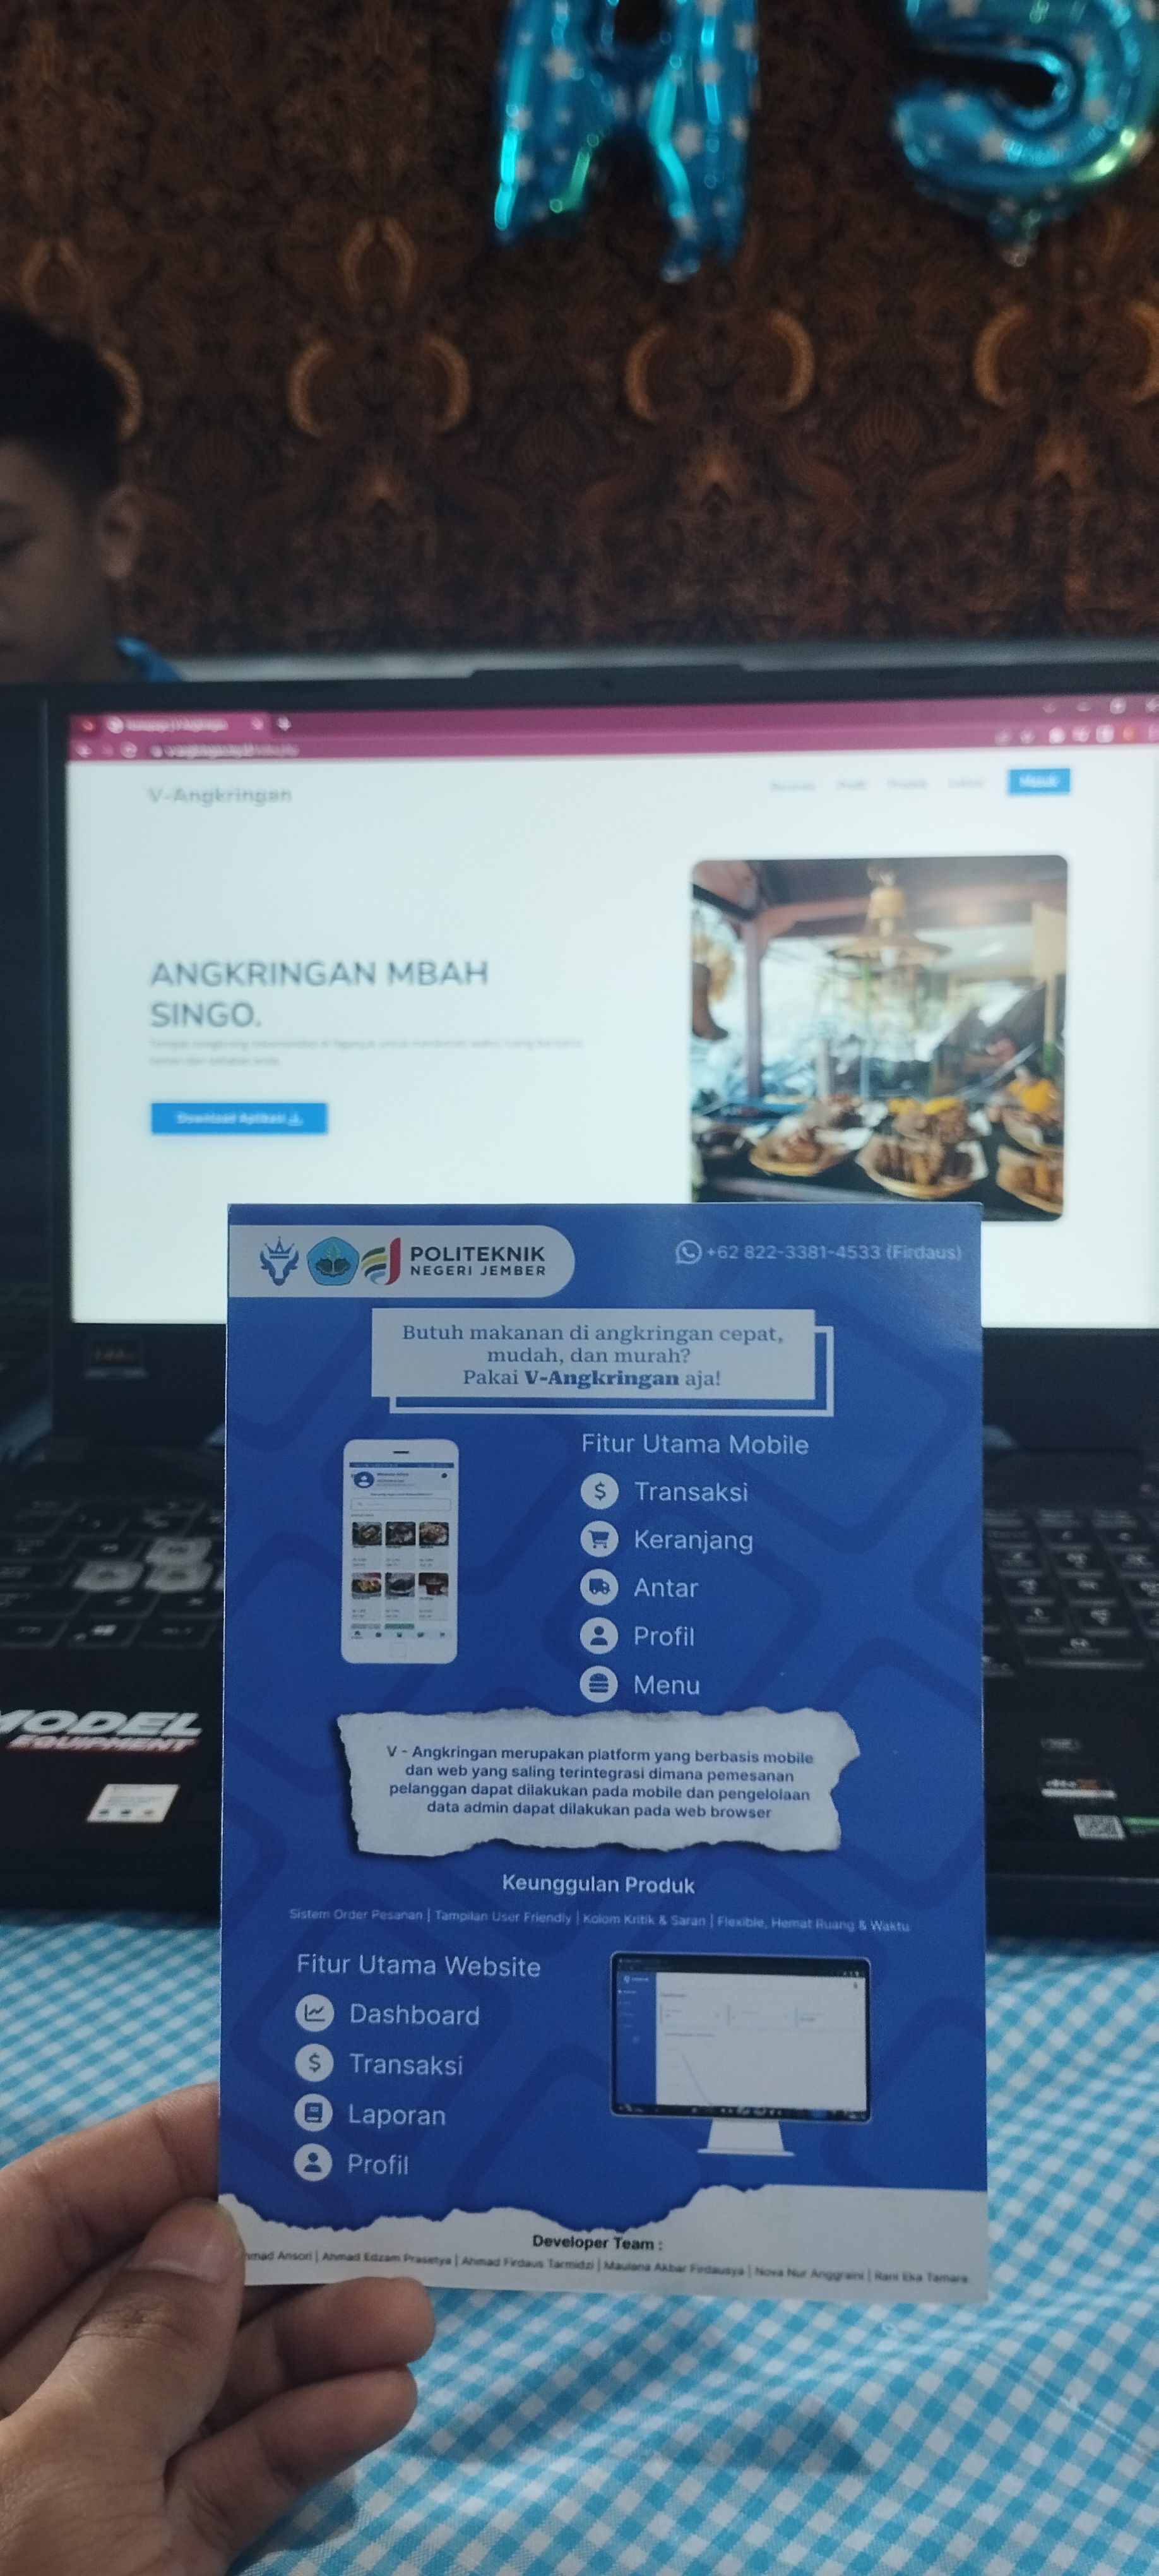 V-Angkringan
Masuk
ANGKRINGAN MBAH
SINGO.
Download Aplikasi
POLITEKNIK
NEGERI JEMBER
+62 822-3381-4533 (Firdaus)
Butuh makanan di angkringan cepat,
mudah, dan murah?
Pakai V-Angkringan aja!
Fitur Utama Mobile
Transaksi
Keranjang
Antar
Profil
Menu
MODEL
EQUIPMENT
V - Angkringan merupakan platform yang berbasis mobile
dan web yang saling terintegrasi dimana pemesanan
pelanggan dapat dilakukan pada mobile dan pengelolaan
data admin dapat dilakukan pada web browser
Keunggulan Produk
Sistem Order Pesanan | Tampilan User Friendly | Kolom Kritik & Saran | Flexible, Hemat Ruang & Waktu
Fitur Utama Website
Dashboard
Transaksi
Laporan
Profil
Developer Team :
Ansori | Ahmad Edzam Prasetya | Ahmad Firdaus Tarmidzi | Maulana Akbar Firdausya | Nova Nur Anggraini | Rani Eka Tamara